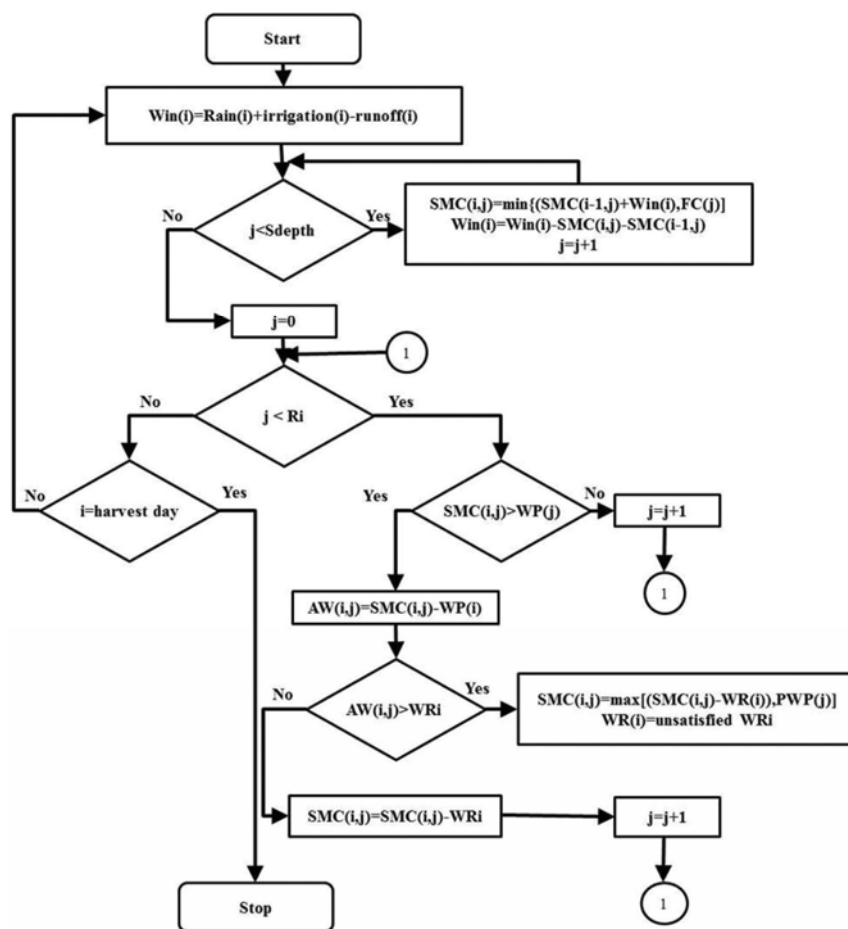 Start
Win(i)=Rain(i)+irrigation(i)-runoff(i)
No
j<Sdepth
Yes
SMC(i,j)=min{(SMC(i-1,j)+Win(i),FC(j)]
Win(i)=Win(i)-SMC(i,j)-SMC(i-1,j)
j=j+1
j=0
1
No
j < Ri
Yes
No
i=harvest day
Yes
Yes
SMC(i,j)>WP(j)
No
j=j+1
1
AW(i,j)=SMC(i,j)-WP(i)
No
AW(i,j)>WRi
Yes
SMC(i,j)=max[(SMC(i,j)-WR(i)),PWP(j)]
WR(i)=unsatisfied WRi
SMC(i,j)=SMC(i,j)-WRi
j=j+1
Stop
1